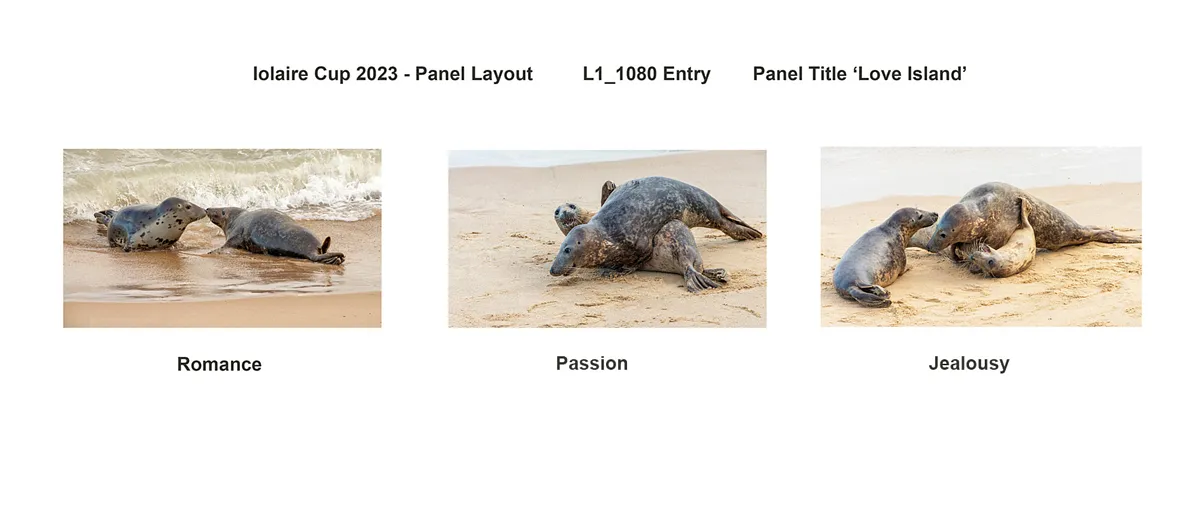 Iolaire Cup 2023 - Panel Layout L1_1080 Entry Panel Title ‘Love Island’
Romance
Passion
Jealousy